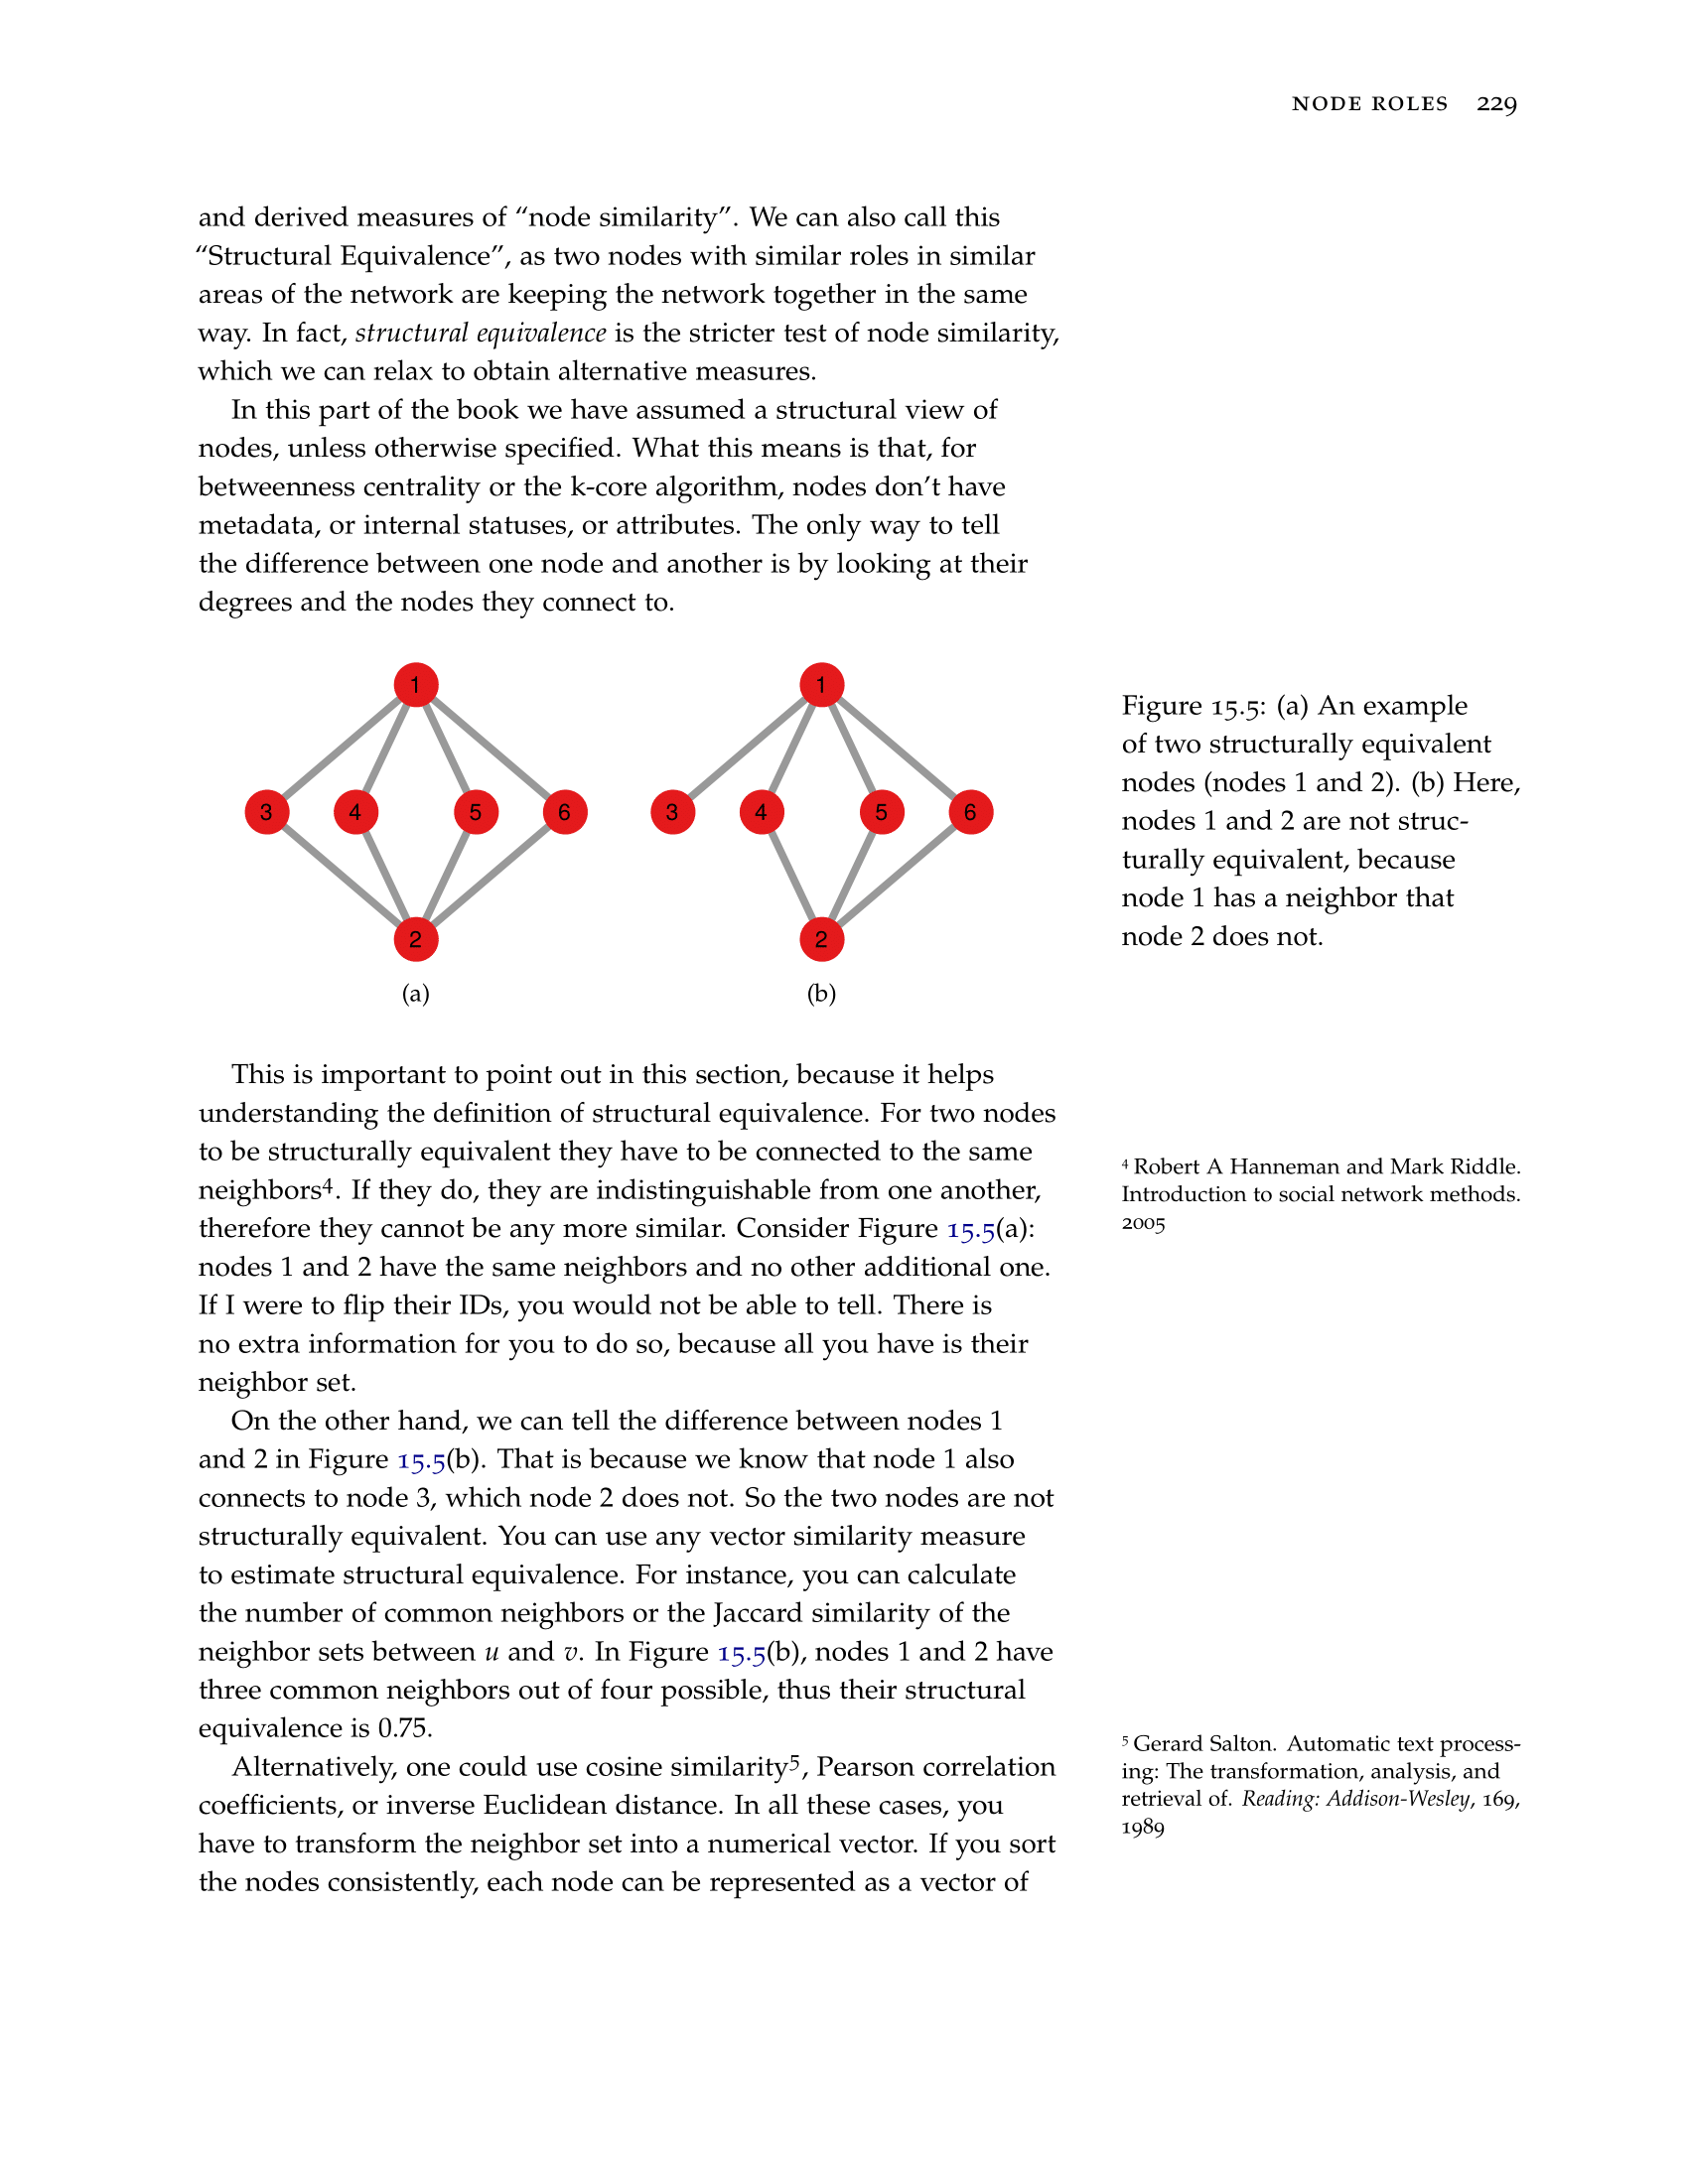 NODE ROLES 229
and derived measures of “node similarity”. We can also call this
“Structural Equivalence”, as two nodes with similar roles in similar
areas of the network are keeping the network together in the same
way. In fact, structural equivalence is the stricter test of node similarity,
which we can relax to obtain alternative measures.
In this part of the book we have assumed a structural view of
nodes, unless otherwise specified. What this means is that, for
betweenness centrality or the k-core algorithm, nodes don’t have
metadata, or internal statuses, or attributes. The only way to tell
the difference between one node and another is by looking at their
degrees and the nodes they connect to.
1
3 4 5 6
2
(a)
1
3 4 5 6
2
(b)
Figure 15.5: (a) An example
of two structurally equivalent
nodes (nodes 1 and 2). (b) Here,
nodes 1 and 2 are not struc-
turally equivalent, because
node 1 has a neighbor that
node 2 does not.
This is important to point out in this section, because it helps
understanding the definition of structural equivalence. For two nodes
to be structurally equivalent they have to be connected to the same
neighbors4. If they do, they are indistinguishable from one another,
therefore they cannot be any more similar. Consider Figure 15.5(a):
nodes 1 and 2 have the same neighbors and no other additional one.
If I were to flip their IDs, you would not be able to tell. There is
no extra information for you to do so, because all you have is their
neighbor set.
4 Robert A Hanneman and Mark Riddle.
Introduction to social network methods.
2005
On the other hand, we can tell the difference between nodes 1
and 2 in Figure 15.5(b). That is because we know that node 1 also
connects to node 3, which node 2 does not. So the two nodes are not
structurally equivalent. You can use any vector similarity measure
to estimate structural equivalence. For instance, you can calculate
the number of common neighbors or the Jaccard similarity of the
neighbor sets between u and v. In Figure 15.5(b), nodes 1 and 2 have
three common neighbors out of four possible, thus their structural
equivalence is 0.75.
Alternatively, one could use cosine similarity5, Pearson correlation
coefficients, or inverse Euclidean distance. In all these cases, you
have to transform the neighbor set into a numerical vector. If you sort
the nodes consistently, each node can be represented as a vector of
5 Gerard Salton. Automatic text process-
ing: The transformation, analysis, and
retrieval of. Reading: Addison-Wesley, 169,
1989